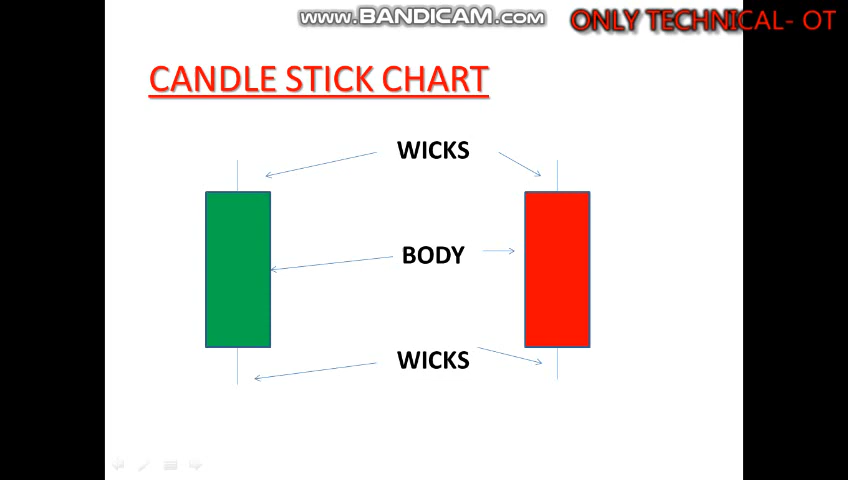 www.BANDICAM.com
ONLY TECHNICAL- OT
CANDLE STICK CHART
WICKS
BODY
WICKS